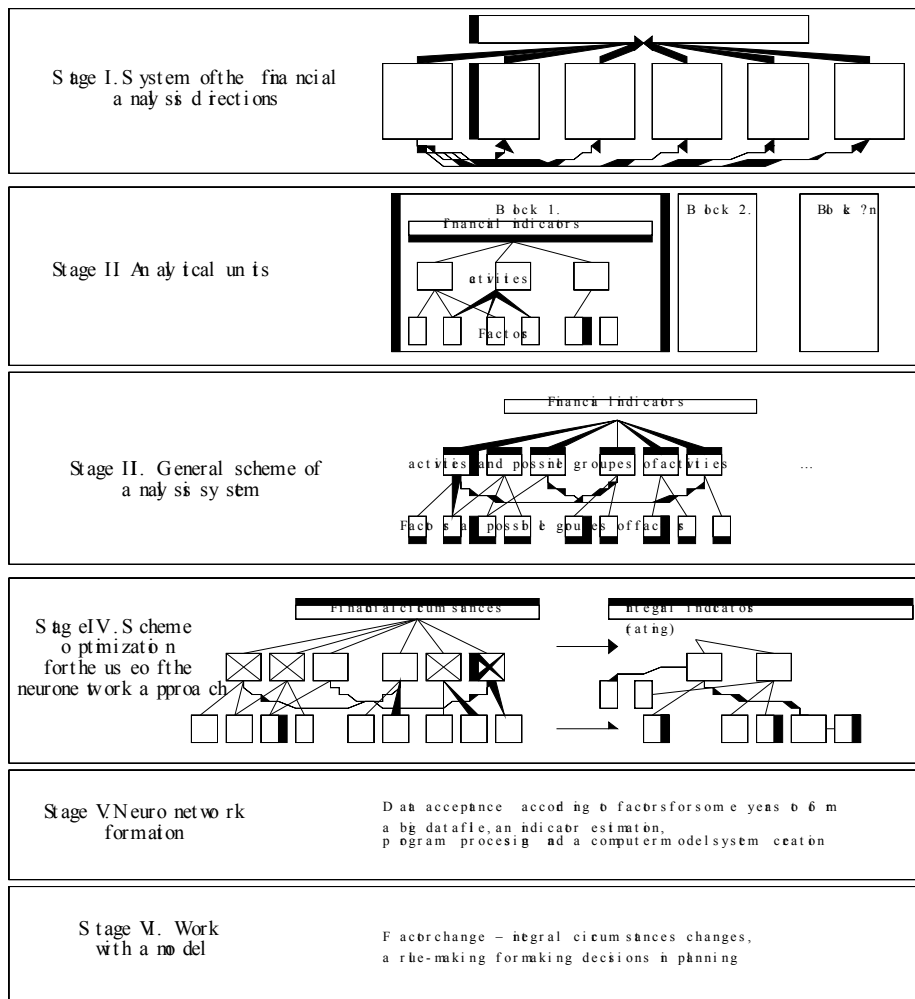 Stage I. System of the financial
analysis directions
Stage II Analytical units
Block 1.
financial indicators
activities
Factors
Block 2.
Block ?n
Stage II. General scheme of
analysis system
Financial Indicators
activities and possible groupes of activities
...
Factors and possible groupes of factors
Stage IV. Scheme
optimization
for the use of the
neuronetwork approach
Financial circumstances
integral indicators
(rating)
Stage V. Neuro network
formation
Data acceptance according to factors for some years to form
a big data file, an indicator estimation,
program processing and a computer model system creation
Stage VI. Work
with a model
Factor change – integral circumstances changes,
a rule-making for making decisions in planning